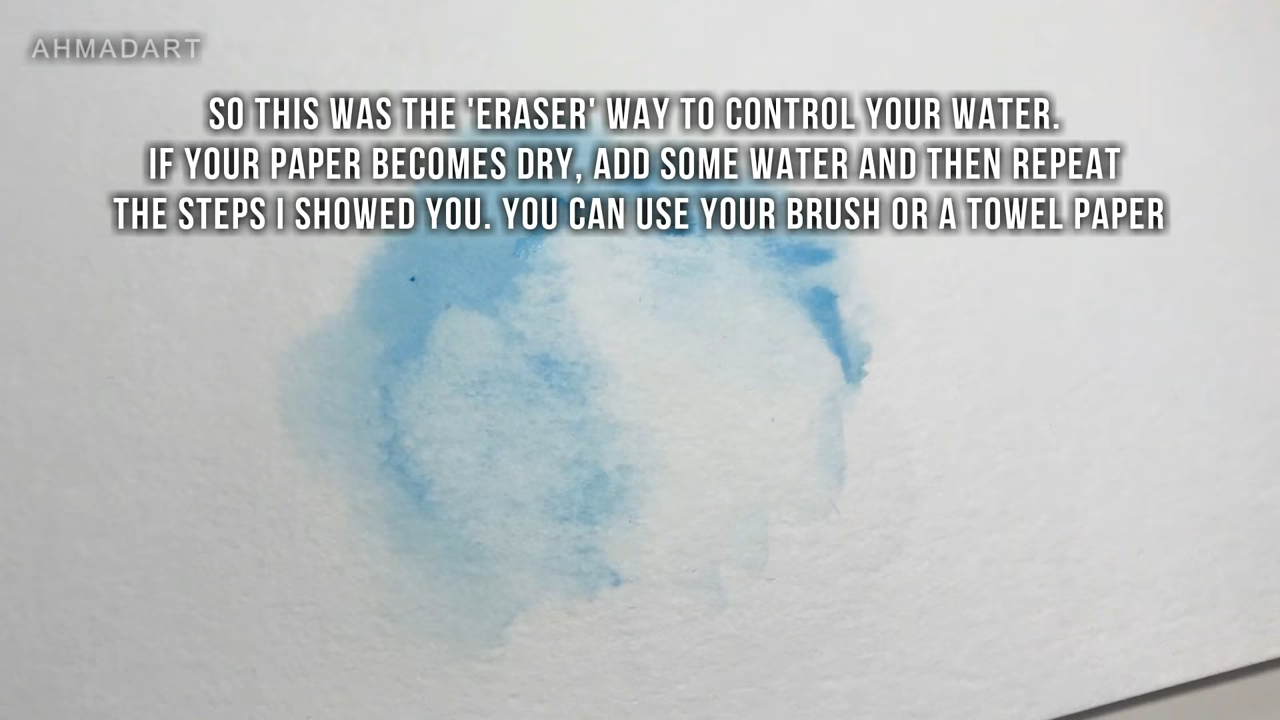 AHMADART
SO THIS WAS THE 'ERASER' WAY TO CONTROL YOUR WATER.
IF YOUR PAPER BECOMES DRY, ADD SOME WATER AND THEN REPEAT
THE STEPS I SHOWED YOU. YOU CAN USE YOUR BRUSH OR A TOWEL PAPER